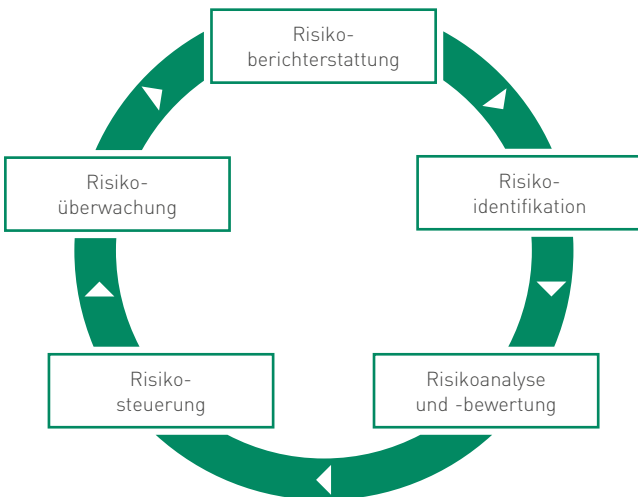 Risiko-
berichterstattung
Risiko-
identifikation
Risikoanalyse
und -bewertung
Risiko-
steuerung
Risiko-
überwachung